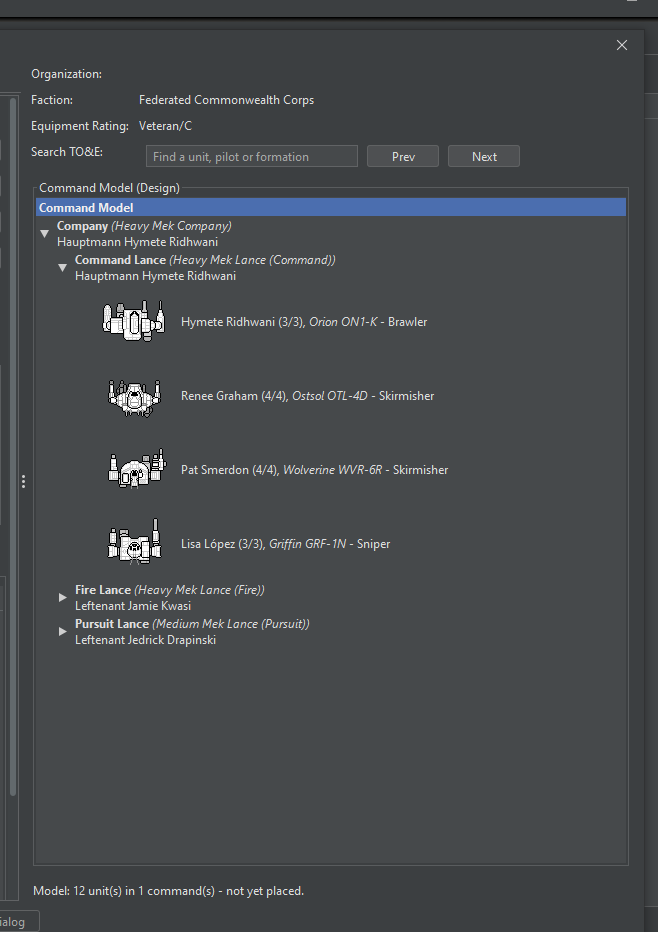 Organization:
Faction: Federated Commonwealth Corps
Equipment Rating: Veteran/C
Search TO&E: Find a unit, pilot or formation Prev Next
Command Model (Design)
Command Model
Company (Heavy Mek Company)
Hauptmann Hymete Ridhwani
Command Lance (Heavy Mek Lance (Command))
Hauptmann Hymete Ridhwani
Hymete Ridhwani (3/3), Orion ON1-K - Brawler
Renee Graham (4/4), Ostsol OTL-4D - Skirmisher
Pat Smerdon (4/4), Wolverine WVR-6R - Skirmisher
Lisa López (3/3), Griffin GRF-1N - Sniper
Fire Lance (Heavy Mek Lance (Fire))
Leftenant Jamie Kwasi
Pursuit Lance (Medium Mek Lance (Pursuit))
Leftenant Jedrick Drapinski
Model: 12 unit(s) in 1 command(s) - not yet placed.
ialog